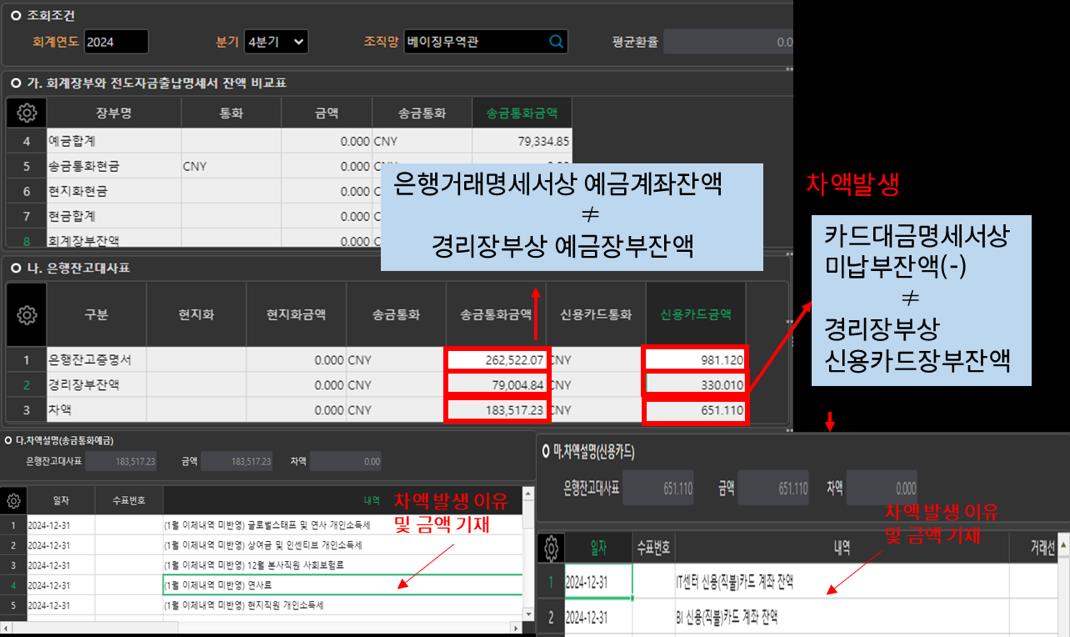 조회조건
회계연도 2024 분기 4분기 조직망 베이징무역관 평균환율 0.0
가. 회계장부와 전도자금출납명세서 잔액 비교표
장부명 통화 금액 송금통화 송금통화금액
4 예금합계 0.000 CNY 79,334.85
5 송금통화현금 CNY 0.000 C
6 현지화현금 0.000 C
7 현금합계 0.000 C
8 회계장부잔액 0.000 C
은행거래명세서상 예금계좌잔액
≠
경리장부상 예금장부잔액
차액발생
카드대금명세서상
미납부잔액(-)
≠
경리장부상
신용카드장부잔액
나. 은행잔고대사표
구분 현지화 현지화금액 송금통화 송금통화금액 신용카드통화 신용카드금액
1 은행잔고증명서 0.000 CNY 262,522.07 CNY 981.120
2 경리장부잔액 0.000 CNY 79,004.84 CNY 330.010
3 차액 0.000 CNY 183,517.23 CNY 651.110
다.차액설명(송금통화예금)
은행잔고대사표 183,517.23 금액 183,517.23 차액 0.00
일자 수표번호 내역
차액 발생 이유
및 금액 기재
1 2024-12-31 (1월 이체내역 미반영) 글로벌스태프 및 연사 개인소득세
2 2024-12-31 (1월 이체내역 미반영) 상여금 및 인센티브 개인소득세
3 2024-12-31 (1월 이체내역 미반영) 12월 본사직원 사회보험료
4 2024-12-31 (1월 이체내역 미반영) 연사료
5 2024-12-31 (1월 이체내역 미반영) 현지직원 개인소득세
마.차액설명(신용카드)
은행잔고대사표 651.110 금액 651.110 차액 0.000
차액 발생 이유
및 금액 기재
일자 수표번호 내역 거래선
1 2024-12-31 IT센터 신용(직불)카드 계좌 잔액
2 2024-12-31 BI 신용(직불)카드 계좌 잔액